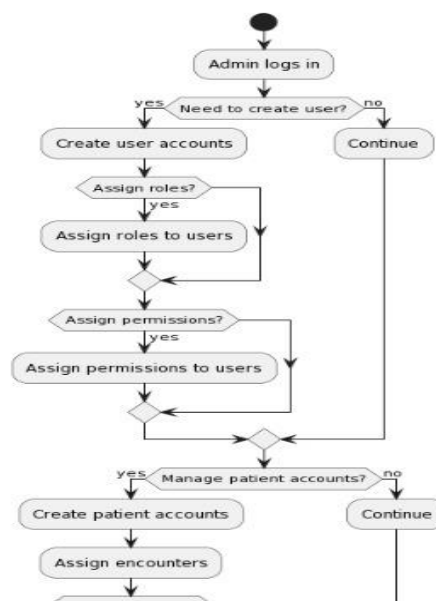 Admin logs in
yes
Need to create user?
no
Create user accounts
Continue
Assign roles?
yes
Assign roles to users
Assign permissions?
yes
Assign permissions to users
yes
Manage patient accounts?
no
Create patient accounts
Continue
Assign encounters